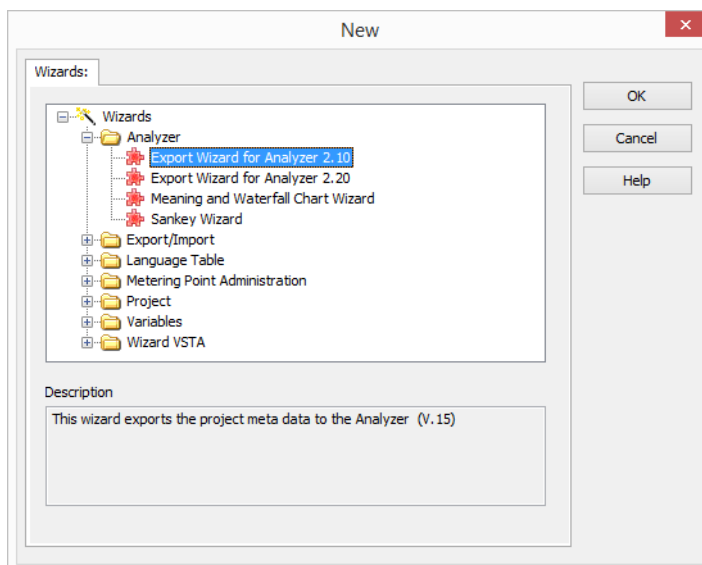 New
Wizards:
Wizards
Analyzer
Export Wizard for Analyzer 2.10
Export Wizard for Analyzer 2.20
Meaning and Waterfall Chart Wizard
Sankey Wizard
Export/Import
Language Table
Metering Point Administration
Project
Variables
Wizard VSTA
OK
Cancel
Help
Description
This wizard exports the project meta data to the Analyzer (V.15)